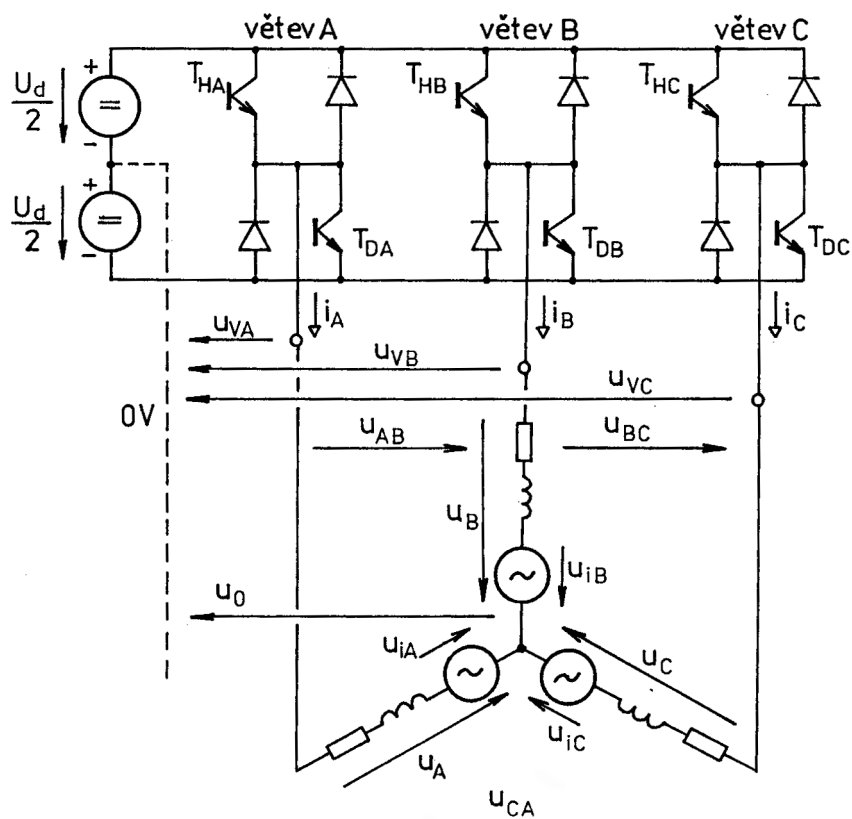 větev A větev B větev C
+
U_d/2
=
-
T_HA
T_HB
T_HC
+
U_d/2
=
-
T_DA
T_DB
T_DC
i_A
i_B
i_C
u_VA
u_VB
u_VC
0V
u_AB
u_BC
u_B
~
u_iB
u_0
u_iA
~
~
u_C
u_iC
u_A
u_CA